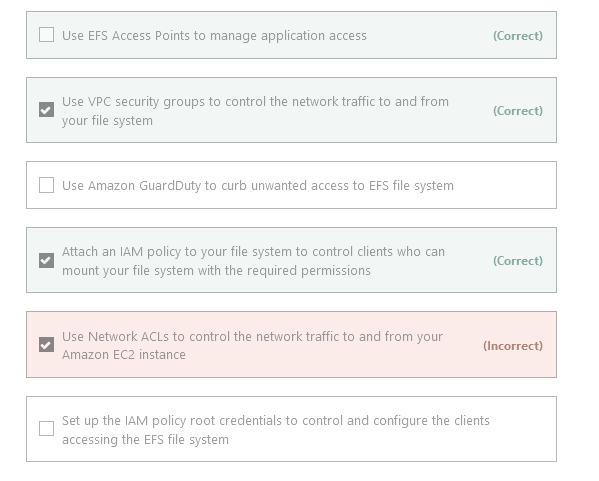 Use EFS Access Points to manage application access (Correct)
Use VPC security groups to control the network traffic to and from
your file system (Correct)
Use Amazon GuardDuty to curb unwanted access to EFS file system
Attach an IAM policy to your file system to control clients who can
mount your file system with the required permissions (Correct)
Use Network ACLs to control the network traffic to and from your
Amazon EC2 instance (Incorrect)
Set up the IAM policy root credentials to control and configure the clients
accessing the EFS file system